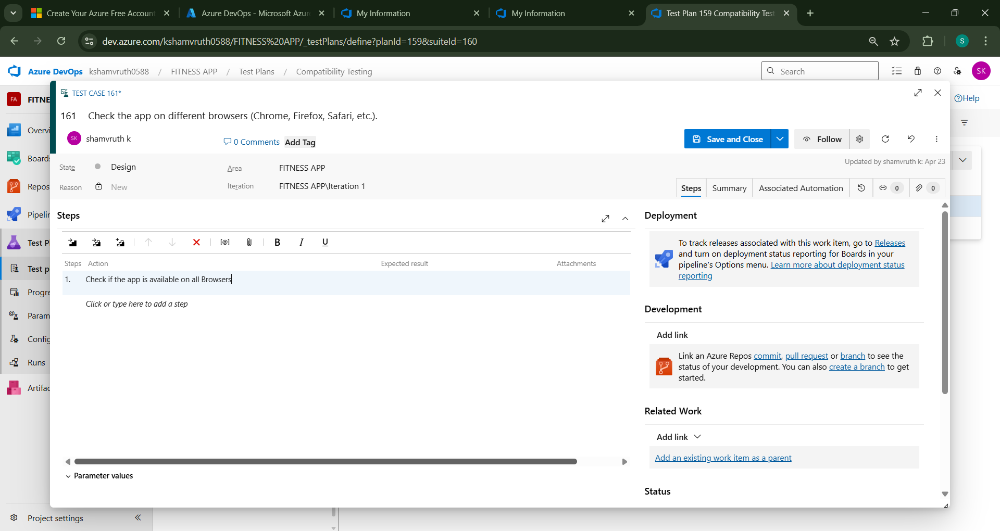 Create Your Azure Free Account
Azure DevOps - Microsoft Azur
My Information
My Information
Test Plan 159 Compatibility Test
dev.azure.com/kshamvruth0588/FITNESS%20APP/_testPlans/define?planId=159&suiteId=160
S
Azure DevOps kshamvruth0588 / FITNESS APP / Test Plans / Compatibility Testing
Search
SK
FA FITNE
Overvi
Boards
Repos
Pipelin
Test P
Test p
Progre
Param
Config
Runs
Artifac
Project settings
Help
TEST CASE 161*
161 Check the app on different browsers (Chrome, Firefox, Safari, etc.).
SK shamvruth k
0 Comments Add Tag
Save and Close
Follow
State Design
Area FITNESS APP
Updated by shamvruth k: Apr 23
Reason New
Iteration FITNESS APP\Iteration 1
Steps Summary Associated Automation 0 0
Steps
[@] B I U
Steps Action Expected result Attachments
1. Check if the app is available on all Browsers
Click or type here to add a step
Parameter values
Deployment
To track releases associated with this work item, go to Releases
and turn on deployment status reporting for Boards in your
pipeline's Options menu. Learn more about deployment status
reporting
Development
Add link
Link an Azure Repos commit, pull request or branch to see the
status of your development. You can also create a branch to get
started.
Related Work
Add link
Add an existing work item as a parent
Status